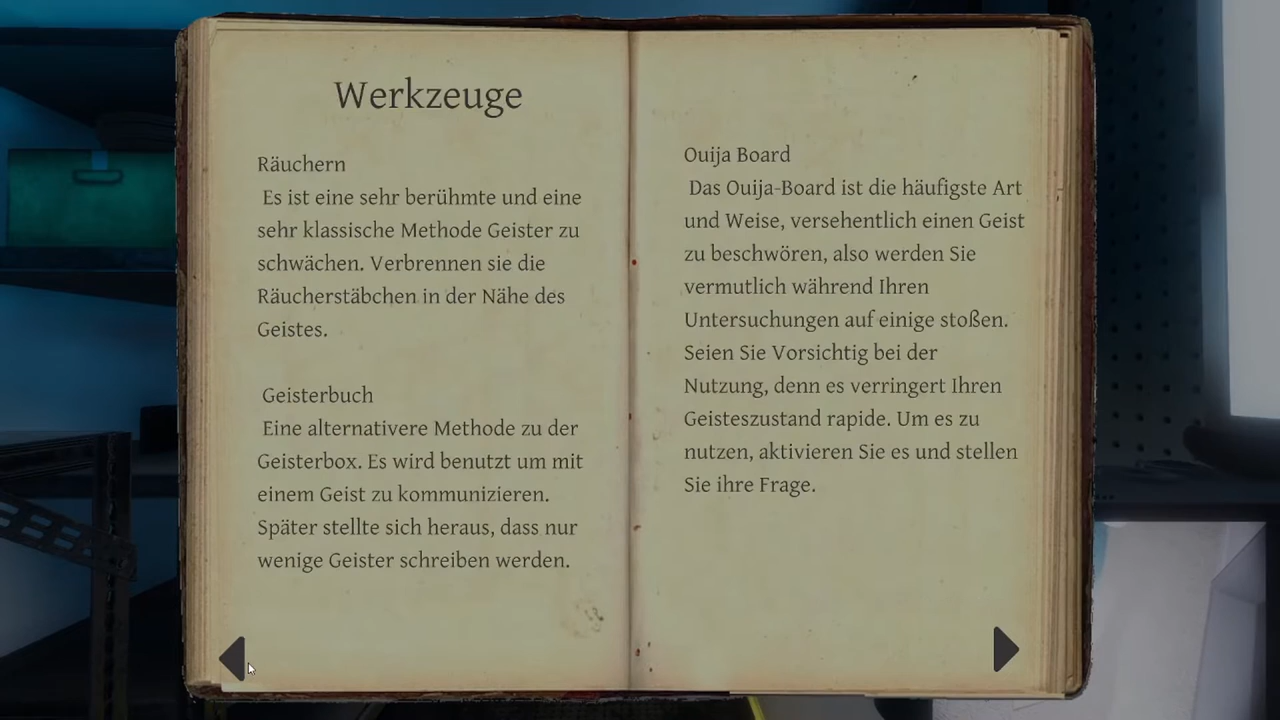 Werkzeuge
Räuchern
Es ist eine sehr berühmte und eine
sehr klassische Methode Geister zu
schwächen. Verbrennen sie die
Räucherstäbchen in der Nähe des
Geistes.
Geisterbuch
Eine alternativere Methode zu der
Geisterbox. Es wird benutzt um mit
einem Geist zu kommunizieren.
Später stellte sich heraus, dass nur
wenige Geister schreiben werden.
Ouija Board
Das Ouija-Board ist die häufigste Art
und Weise, versehentlich einen Geist
zu beschwören, also werden Sie
vermutlich während Ihren
Untersuchungen auf einige stoßen.
Seien Sie Vorsichtig bei der
Nutzung, denn es verringert Ihren
Geisteszustand rapide. Um es zu
nutzen, aktivieren Sie es und stellen
Sie ihre Frage.